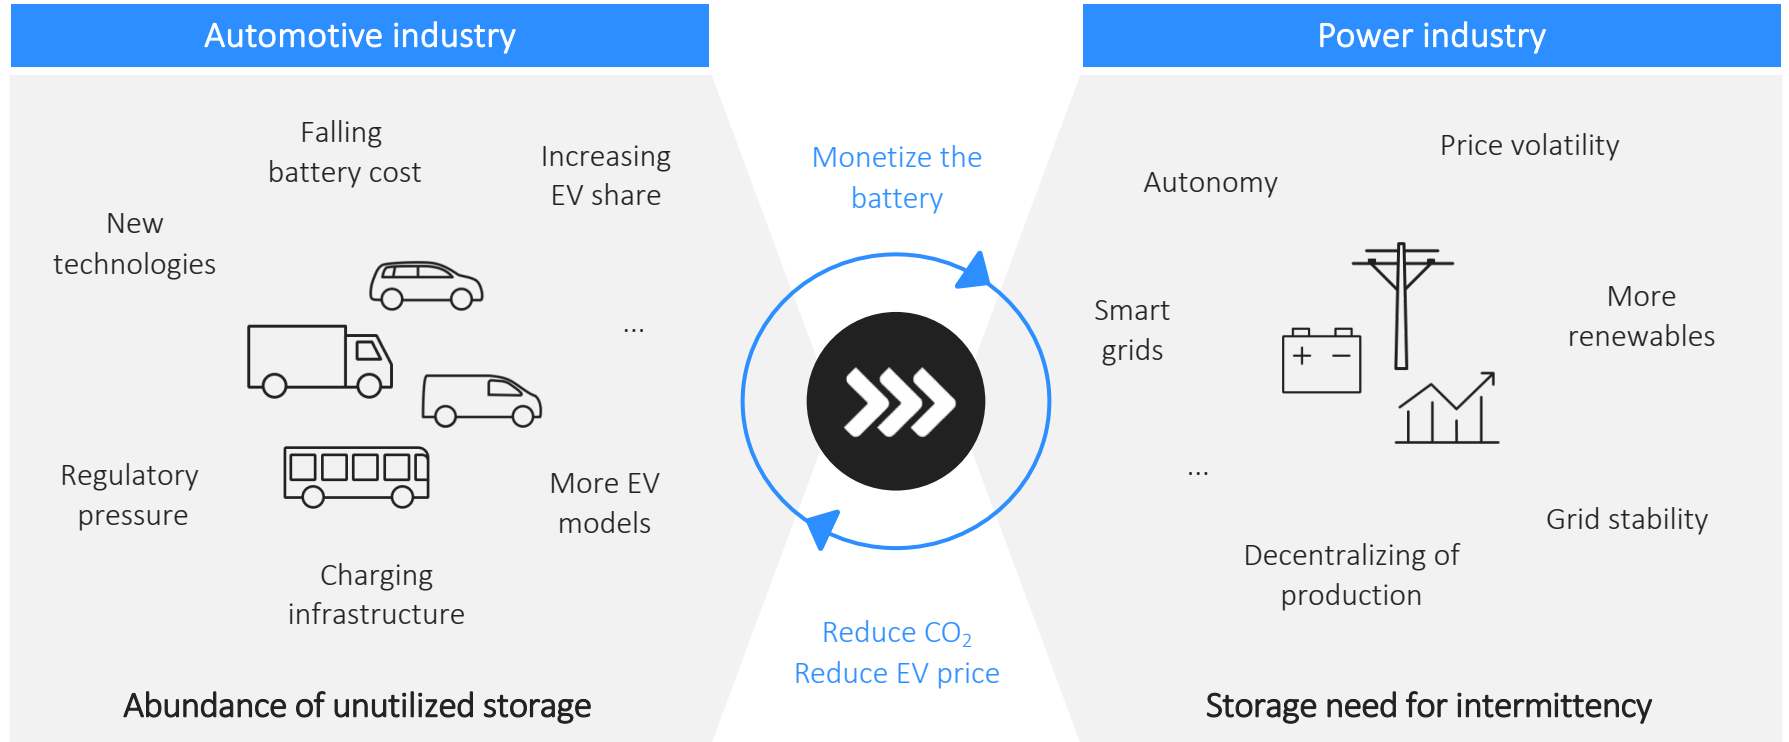 Automotive industry
Falling
battery cost
Increasing
EV share
New
technologies
...
Regulatory
pressure
More EV
models
Charging
infrastructure
Abundance of unutilized storage
Monetize the
battery
Reduce CO₂
Reduce EV price
Power industry
Price volatility
Autonomy
Smart
grids
More
renewables
...
Grid stability
Decentralizing of
production
Storage need for intermittency